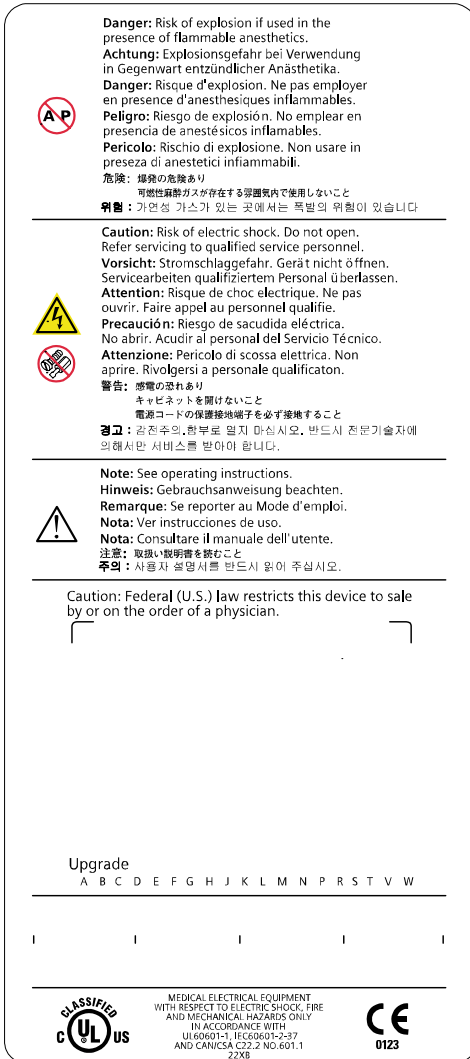 Danger: Risk of explosion if used in the
presence of flammable anesthetics.
Achtung: Explosionsgefahr bei Verwendung
in Gegenwart entzündlicher Anästhetika.
Danger: Risque d'explosion. Ne pas employer
en presence d'anesthesiques inflammables.
A P
Peligro: Riesgo de explosión. No emplear en
presencia de anestésicos inflamables.
Pericolo: Rischio di explosione. Non usare in
preseza di anestetici infiammabili.
危険: 爆発の危険あり
可燃性麻酔ガスが存在する雰囲気内で使用しないこと
위험 : 가연성 가스가 있는 곳에서는 폭발의 위험이 있습니다
Caution: Risk of electric shock. Do not open.
Refer servicing to qualified service personnel.
Vorsicht: Stromschlaggefahr. Gerät nicht öffnen.
Servicearbeiten qualifiziertem Personal überlassen.
Attention: Risque de choc electrique. Ne pas
ouvrir. Faire appel au personnel qualifie.
Precaución: Riesgo de sacudida eléctrica.
No abrir. Acudir al personal del Servicio Técnico.
Attenzione: Pericolo di scossa elettrica. Non
aprire. Rivolgersi a personale qualificaton.
警告: 感電の恐れあり
キャビネットを開けないこと
電源コードの保護接地端子を必ず接地すること
경고 : 감전주의.함부로 열지 마십시오. 반드시 전문기술자에
의해서만 서비스를 받아야 합니다.
Note: See operating instructions.
Hinweis: Gebrauchsanweisung beachten.
Remarque: Se reporter au Mode d'emploi.
Nota: Ver instrucciones de uso.
Nota: Consultare il manuale dell'utente.
注意: 取扱い説明書を読むこと
주의 : 사용자 설명서를 반드시 읽어 주십시오.
Caution: Federal (U.S.) law restricts this device to sale
by or on the order of a physician.
Upgrade
A B C D E F G H J K L M N P R S T V W
CLASSIFIED
C UL US
MEDICAL ELECTRICAL EQUIPMENT
WITH RESPECT TO ELECTRIC SHOCK, FIRE
AND MECHANICAL HAZARDS ONLY
IN ACCORDANCE WITH
UL60601-1, IEC60601-2-37
AND CAN/CSA C22.2 NO.601.1
22XB
CE
0123